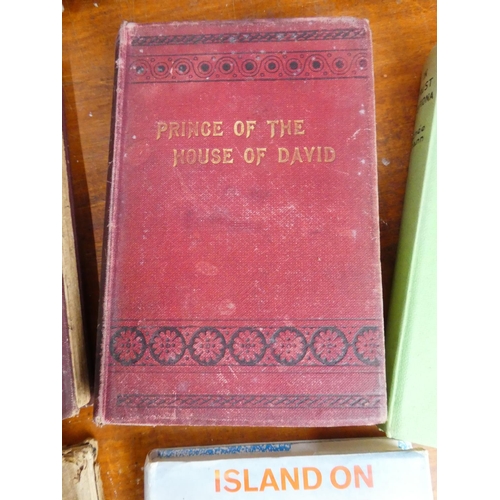 PRINCE OF THE
HOUSE OF DAVID
ISLAND ON